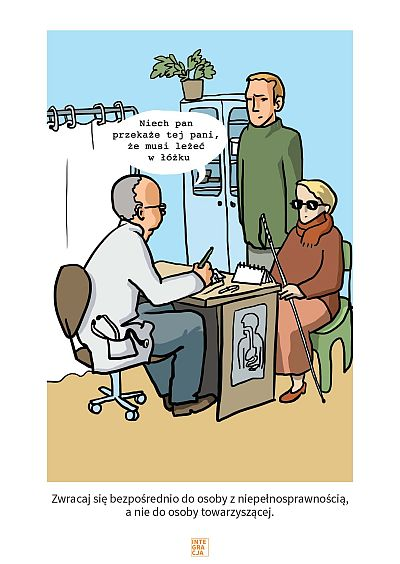 Niech pan
przekaże tej pani,
że musi leżeć
w łóżku
Zwracaj się bezpośrednio do osoby z niepełnosprawnością,
a nie do osoby towarzyszącej.
INTE
GRA
CJA